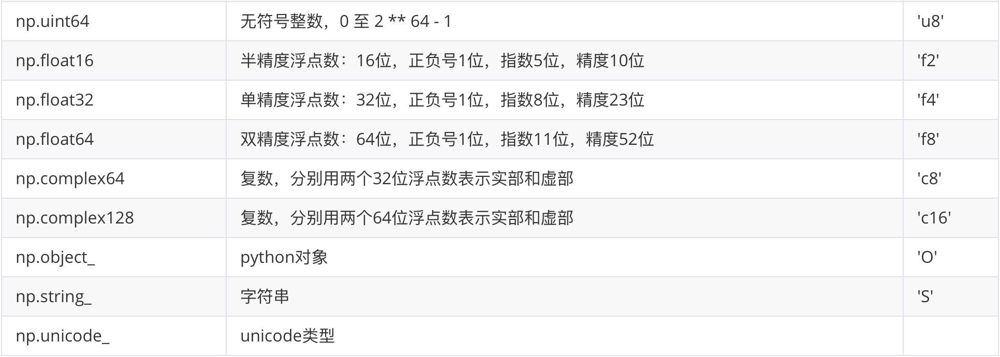 np.uint64 无符号整数，0 至 2 ** 64 - 1 'u8'
np.float16 半精度浮点数：16位，正负号1位，指数5位，精度10位 'f2'
np.float32 单精度浮点数：32位，正负号1位，指数8位，精度23位 'f4'
np.float64 双精度浮点数：64位，正负号1位，指数11位，精度52位 'f8'
np.complex64 复数，分别用两个32位浮点数表示实部和虚部 'c8'
np.complex128 复数，分别用两个64位浮点数表示实部和虚部 'c16'
np.object_ python对象 'O'
np.string_ 字符串 'S'
np.unicode_ unicode类型